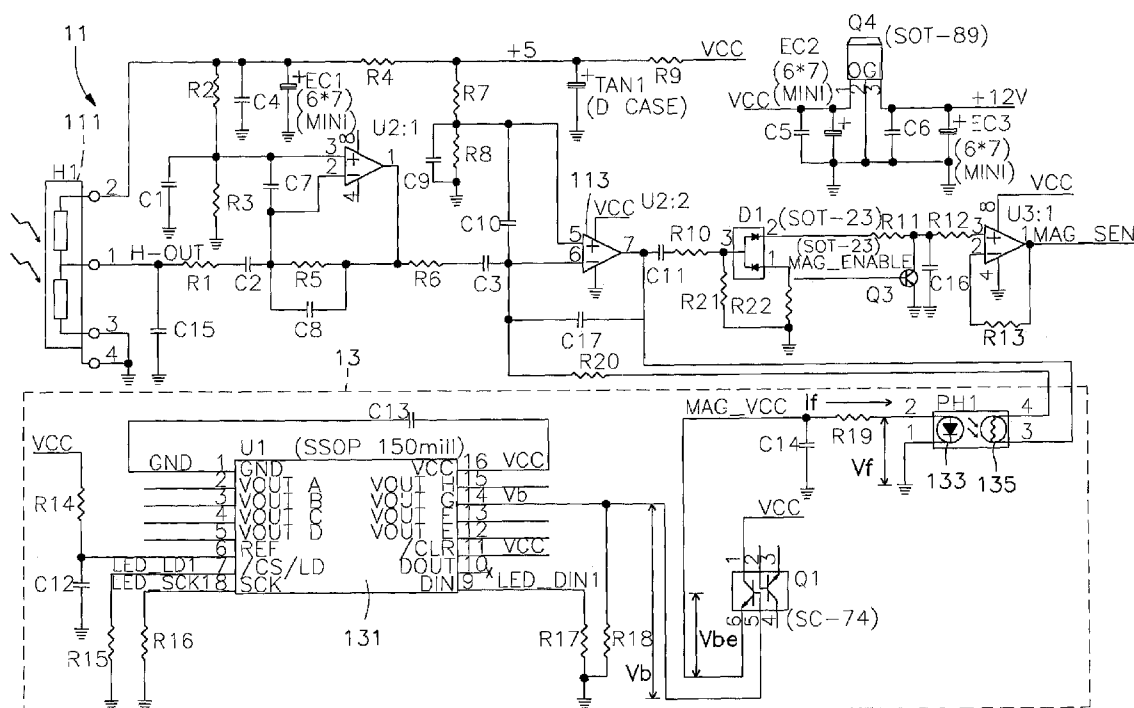 11
111
H1
2
1
3
4
H-OUT
C15
R1
C2
R2
C4
+
EC1
(6*7)
(MINI)
R4
+5
R9
VCC
R7
+
TAN1
(D CASE)
R8
C9
C1
R3
C7
U2:1
8
3
2
1
4
+
-
R5
C8
R6
C3
C10
113
VCC
U2:2
5
6
7
+
-
C17
R20
C11
R10
3
D1
(SOT-23)
2
1
R21
R22
(SOT-23)
MAG_ENABLE
R11
R12
Q3
C16
U3:1
8
VCC
3
2
1
4
+
-
MAG_SEN
R13
Q4
(SOT-89)
OGI
1
2
3
EC2
(6*7)
(MINI)
VCC
C5
+
C6
+12V
+
EC3
(6*7)
(MINI)
13
VCC
R14
C12
C13
U1
(SSOP 150mill)
GND
1
GND
2
VOUT A
3
VOUT B
4
VOUT C
5
VOUT D
6
REF
LED_LD1
7
/CS/LD
LED_SCK1
8
SCK
VCC
16
VCC
VOUT H
5
VOUT G
4
Vb
VOUT F
3
VOUT E
12
/CLR
11
VCC
DOUT
10
x
DIN
9
LED_DIN1
131
R15
R16
R17
R18
Vb
Vbe
MAG_VCC
If
R19
C14
Vf
PH1
2
1
4
3
133
135
VCC
1
2
3
Q1
(SC-74)
6
5
4